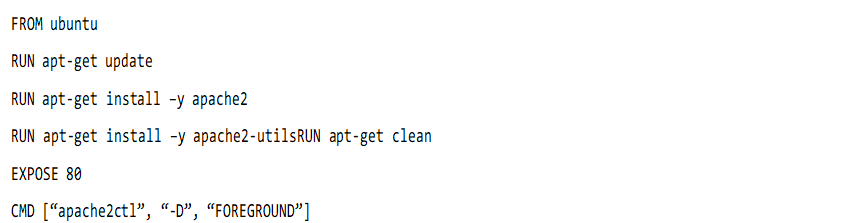 FROM ubuntu
RUN apt-get update
RUN apt-get install –y apache2
RUN apt-get install –y apache2-utilsRUN apt-get clean
EXPOSE 80
CMD [“apache2ctl”, “-D”, “FOREGROUND”]